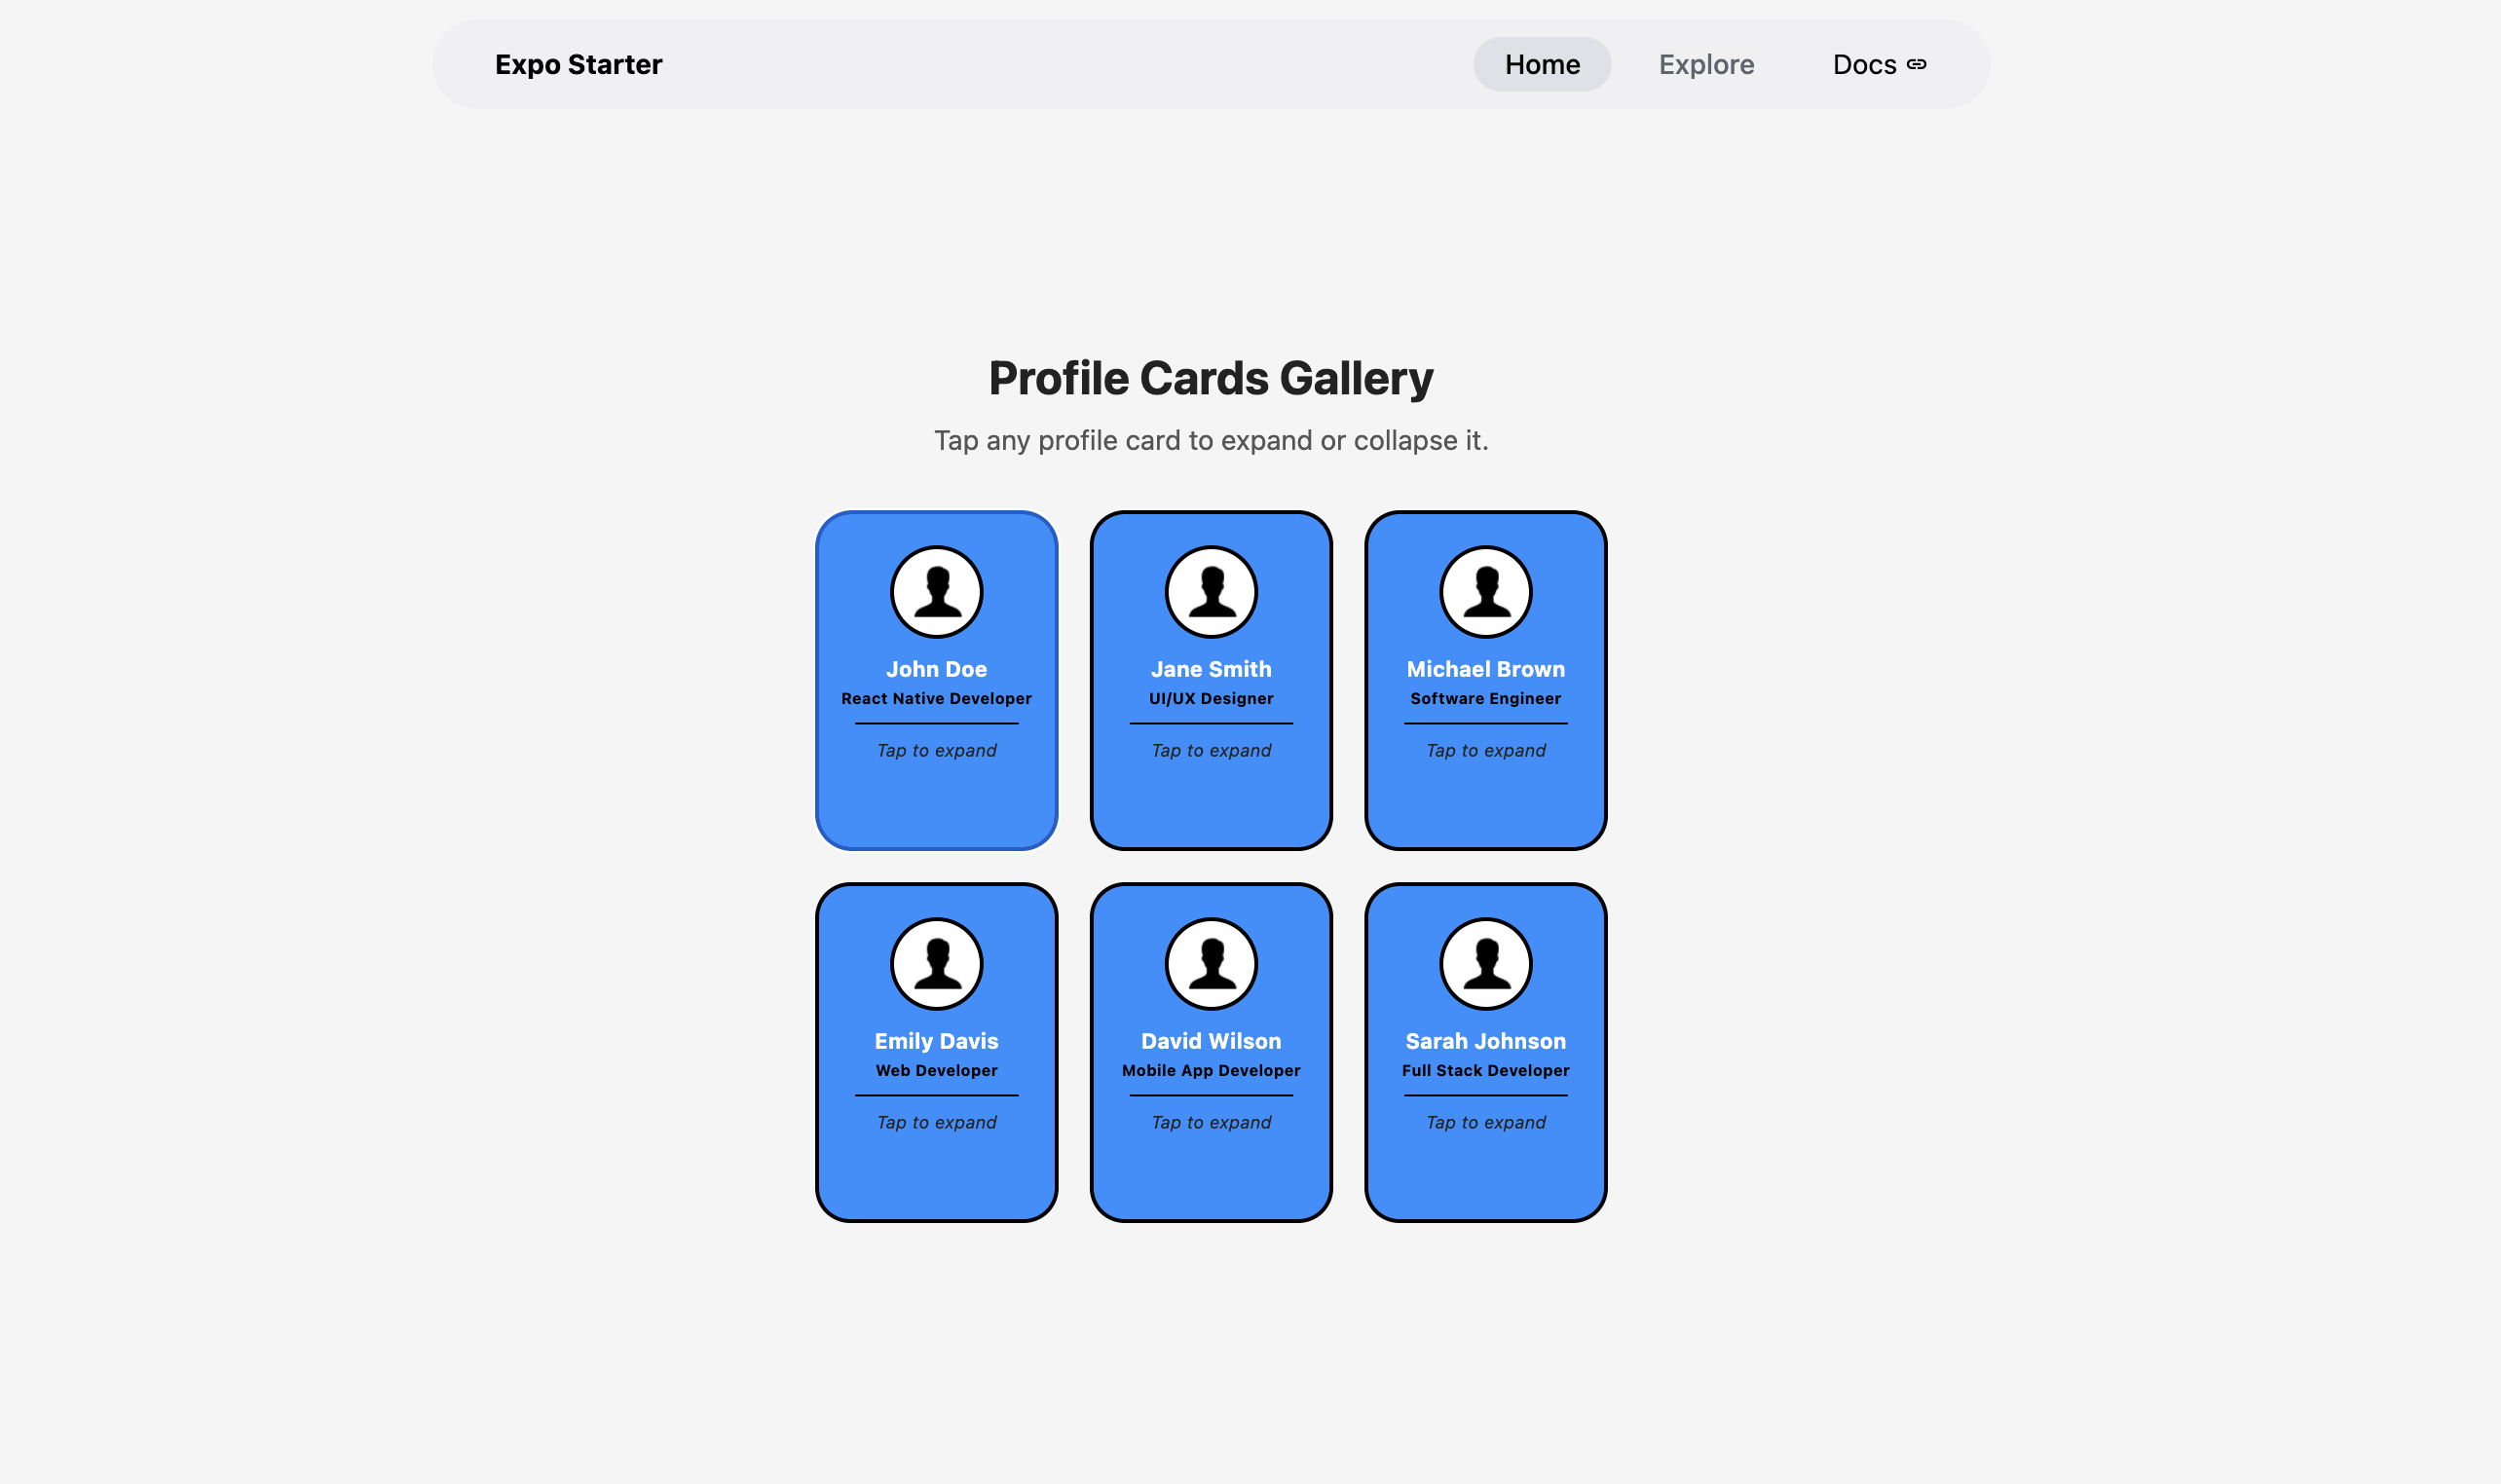 Expo Starter
Home
Explore
Docs
Profile Cards Gallery
Tap any profile card to expand or collapse it.
John Doe
React Native Developer
Tap to expand
Jane Smith
UI/UX Designer
Tap to expand
Michael Brown
Software Engineer
Tap to expand
Emily Davis
Web Developer
Tap to expand
David Wilson
Mobile App Developer
Tap to expand
Sarah Johnson
Full Stack Developer
Tap to expand